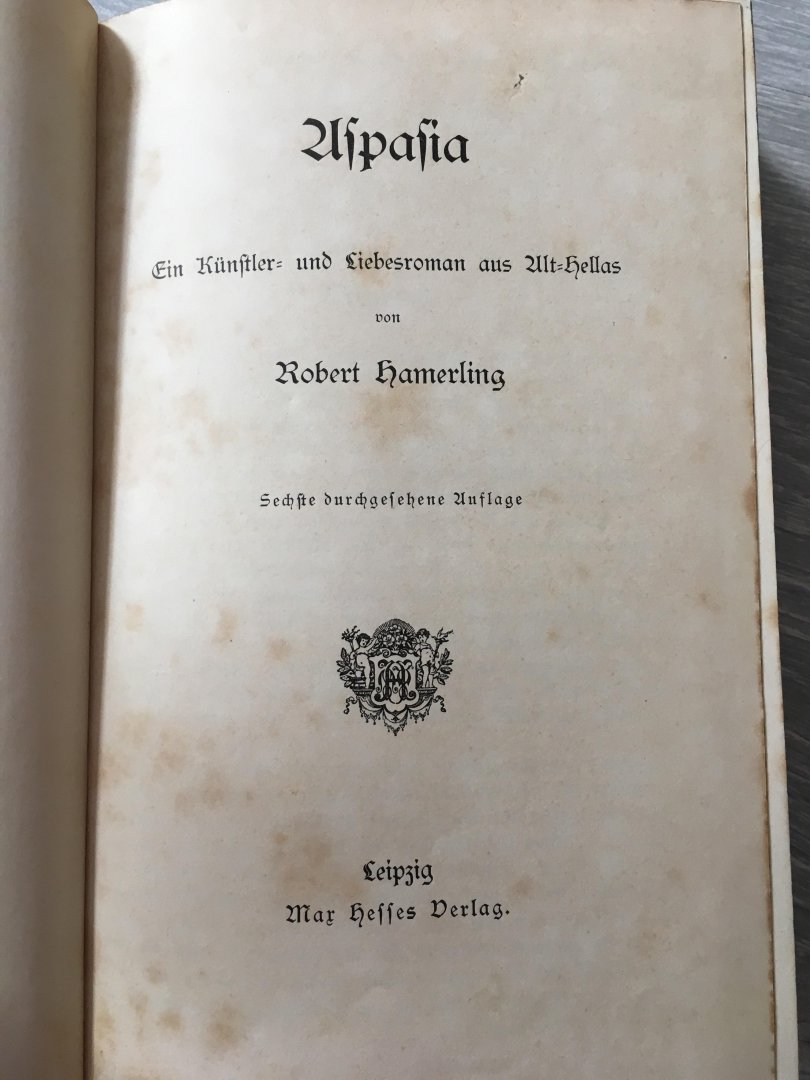 Aſpaſia
Ein Künſtler- und Liebesroman aus Alt-Hellas
von
Robert Hamerling
Sechſte durchgeſehene Auflage
Leipzig
Max Heſſes Verlag.